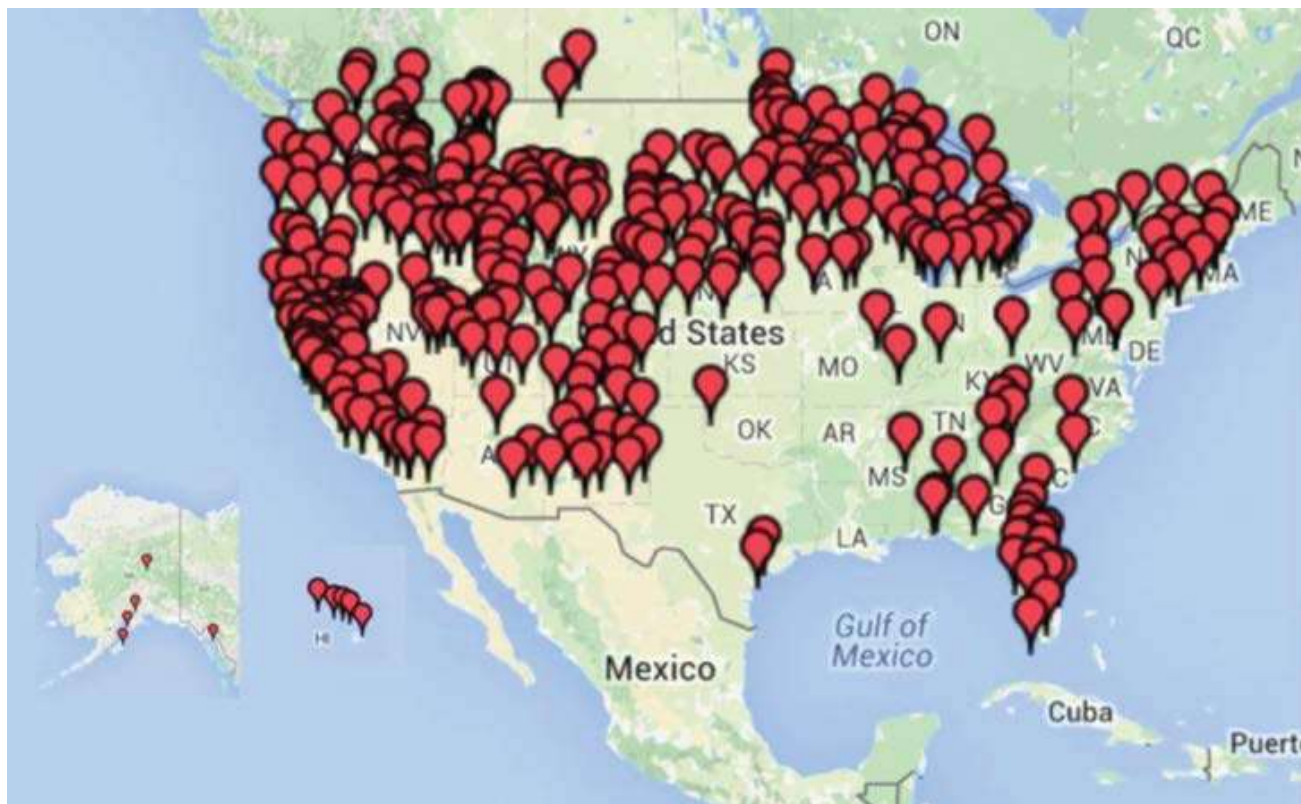 ON
QC
ME
MA
NV
d States
KS
MO
WV
DE
KY
VA
OK
AR
TN
MS
TX
LA
HI
Gulf of
Mexico
Mexico
Cuba
Puert